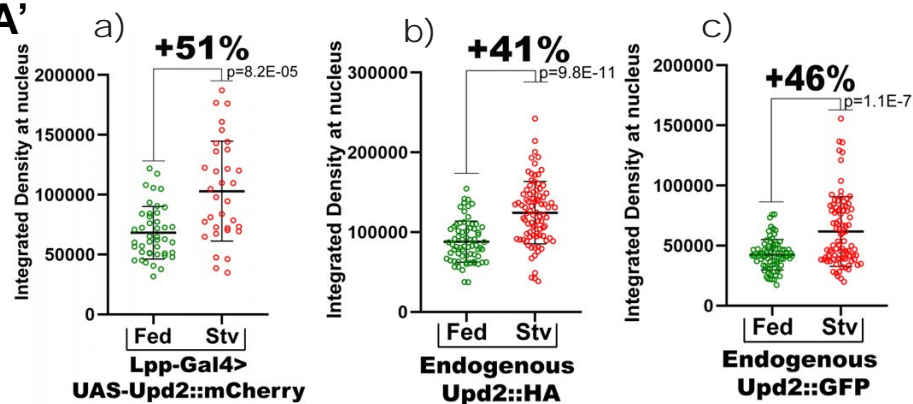 A’
a)
+51%
p=8.2E-05
Integrated Density at nucleus
200000
150000
100000
50000
0
Fed Stv
Lpp-Gal4>
UAS-Upd2::mCherry
b)
+41%
p=9.8E-11
Integrated Density at nucleus
300000
200000
100000
0
Fed Stv
Endogenous
Upd2::HA
c)
+46%
p=1.1E-7
Integrated Density at nucleus
200000
150000
100000
50000
0
Fed Stv
Endogenous
Upd2::GFP